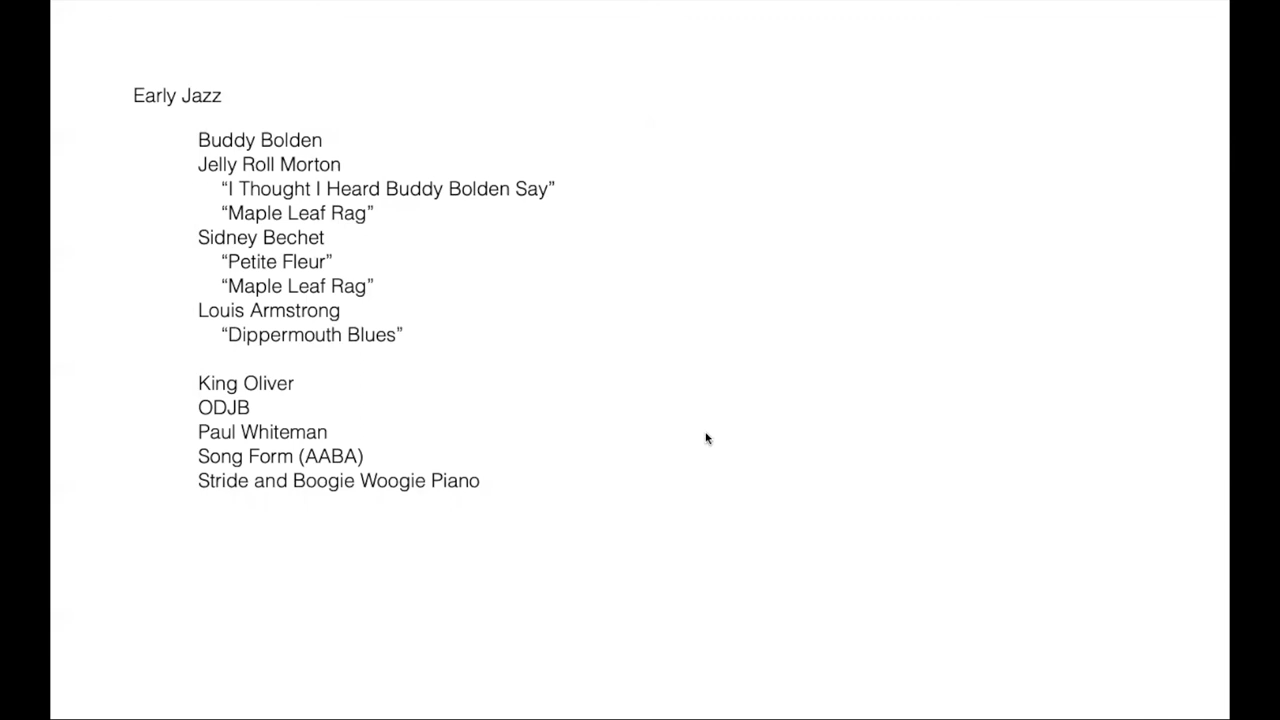 Early Jazz
Buddy Bolden
Jelly Roll Morton
“I Thought I Heard Buddy Bolden Say”
“Maple Leaf Rag”
Sidney Bechet
“Petite Fleur”
“Maple Leaf Rag”
Louis Armstrong
“Dippermouth Blues”
King Oliver
ODJB
Paul Whiteman
Song Form (AABA)
Stride and Boogie Woogie Piano